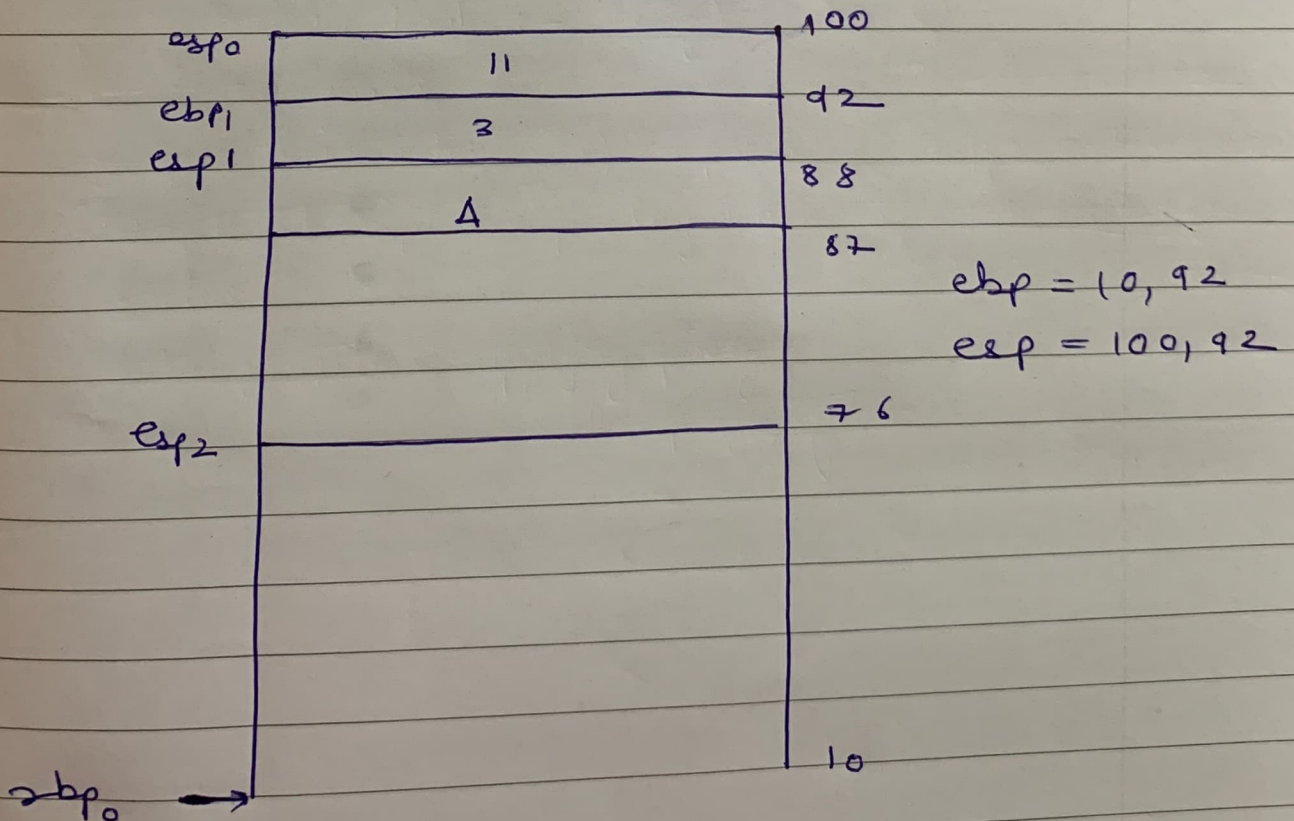 esp0 100
11
ebp1 92
3
esp1 88
A
87
ebp = 10, 92
esp = 100, 92
76
esp2
10
ebp0